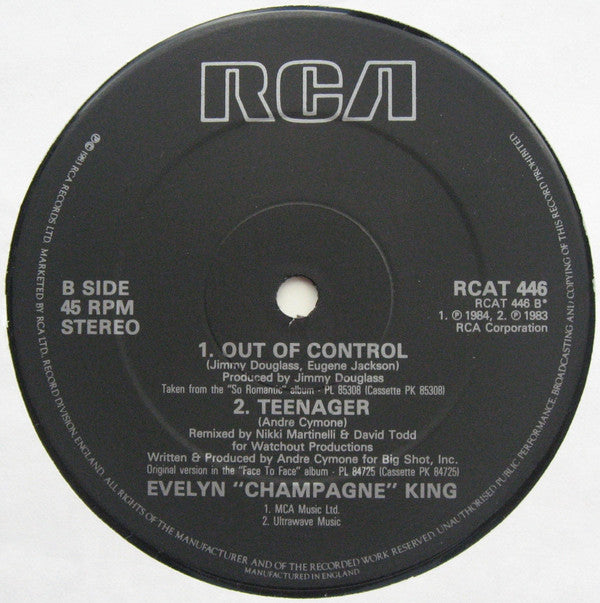 RCA
B SIDE
45 RPM
STEREO
RCAT 446
RCAT 446 B*
1. ℗ 1984, 2. ℗ 1983
RCA Corporation
1. OUT OF CONTROL
(Jimmy Douglass, Eugene Jackson)
Produced by Jimmy Douglass
Taken from the "So Romantic" album - PL 85308 (Cassette PK 85308)
2. TEENAGER
(Andre Cymone)
Remixed by Nikki Martinelli & David Todd
for Watchout Productions
Written & Produced by Andre Cymone for Big Shot, Inc.
Original version in the "Face To Face" album - PL 84725 (Cassette PK 84725)
EVELYN "CHAMPAGNE" KING
1. MCA Music Ltd.
2. Ultrawave Music
RCA RECORDS LTD. MARKETED BY RCA LTD. RECORD DIVISION, ENGLAND. ALL RIGHTS OF THE MANUFACTURER AND OF THE RECORDED WORK RESERVED. UNAUTHORISED PUBLIC PERFORMANCE, BROADCASTING AND COPYING OF THIS RECORD PROHIBITED.
MANUFACTURED IN ENGLAND.